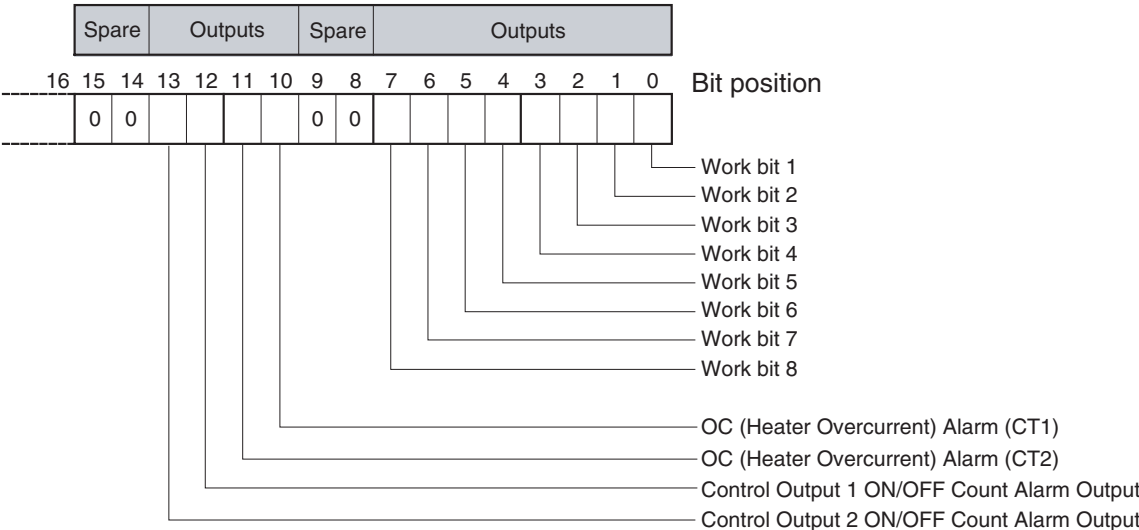 Spare Outputs Spare Outputs
16 15 14 13 12 11 10 9 8 7 6 5 4 3 2 1 0 Bit position
0 0 0 0
Work bit 1
Work bit 2
Work bit 3
Work bit 4
Work bit 5
Work bit 6
Work bit 7
Work bit 8
OC (Heater Overcurrent) Alarm (CT1)
OC (Heater Overcurrent) Alarm (CT2)
Control Output 1 ON/OFF Count Alarm Output
Control Output 2 ON/OFF Count Alarm Output